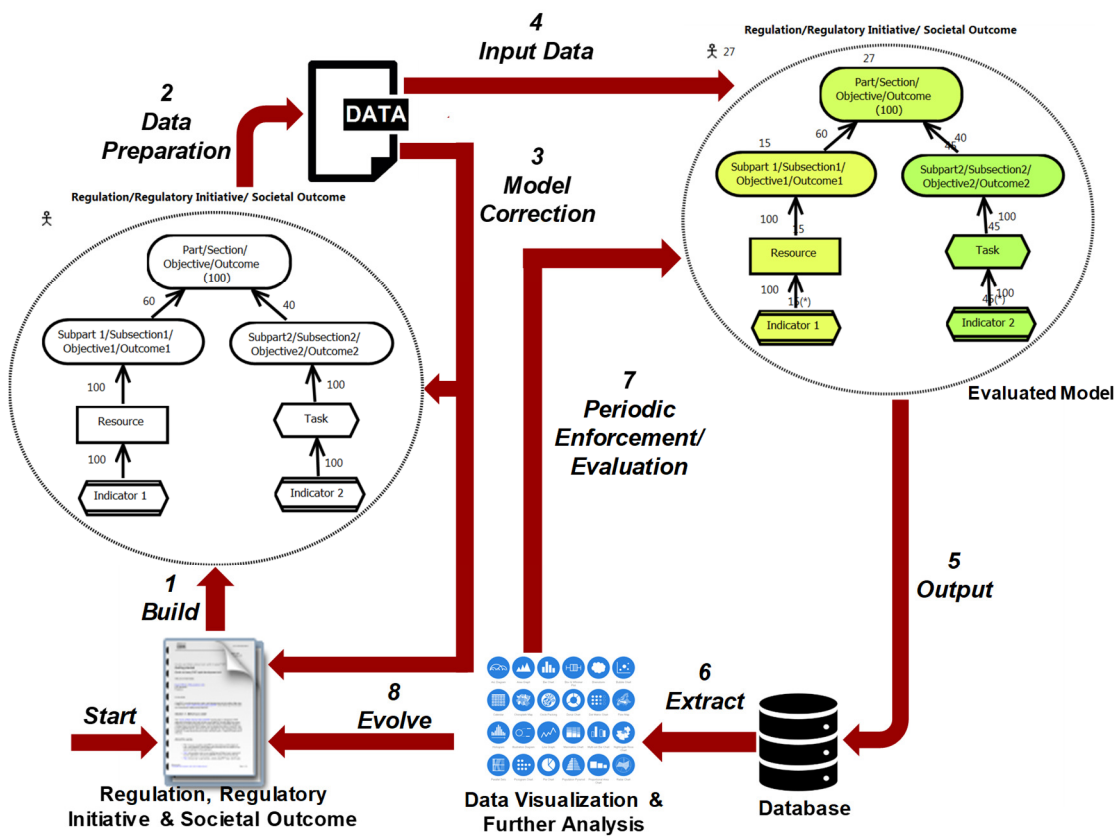 4
Input Data
Regulation/Regulatory Initiative/ Societal Outcome
27
27
Part/Section/
Objective/Outcome
(100)
60
40
15
45
Subpart 1/Subsection1/
Objective1/Outcome1
Subpart2/Subsection2/
Objective2/Outcome2
100
15
100
45
Resource
Task
100
15(*)
100
45(*)
Indicator 1
Indicator 2
Evaluated Model
2
Data
Preparation
DATA
3
Model
Correction
Regulation/Regulatory Initiative/ Societal Outcome
Part/Section/
Objective/Outcome
(100)
60
40
Subpart 1/Subsection1/
Objective1/Outcome1
Subpart2/Subsection2/
Objective2/Outcome2
100
100
Resource
Task
100
100
Indicator 1
Indicator 2
7
Periodic
Enforcement/
Evaluation
1
Build
5
Output
Start
8
Evolve
6
Extract
Regulation, Regulatory
Initiative & Societal Outcome
Data Visualization &
Further Analysis
Database